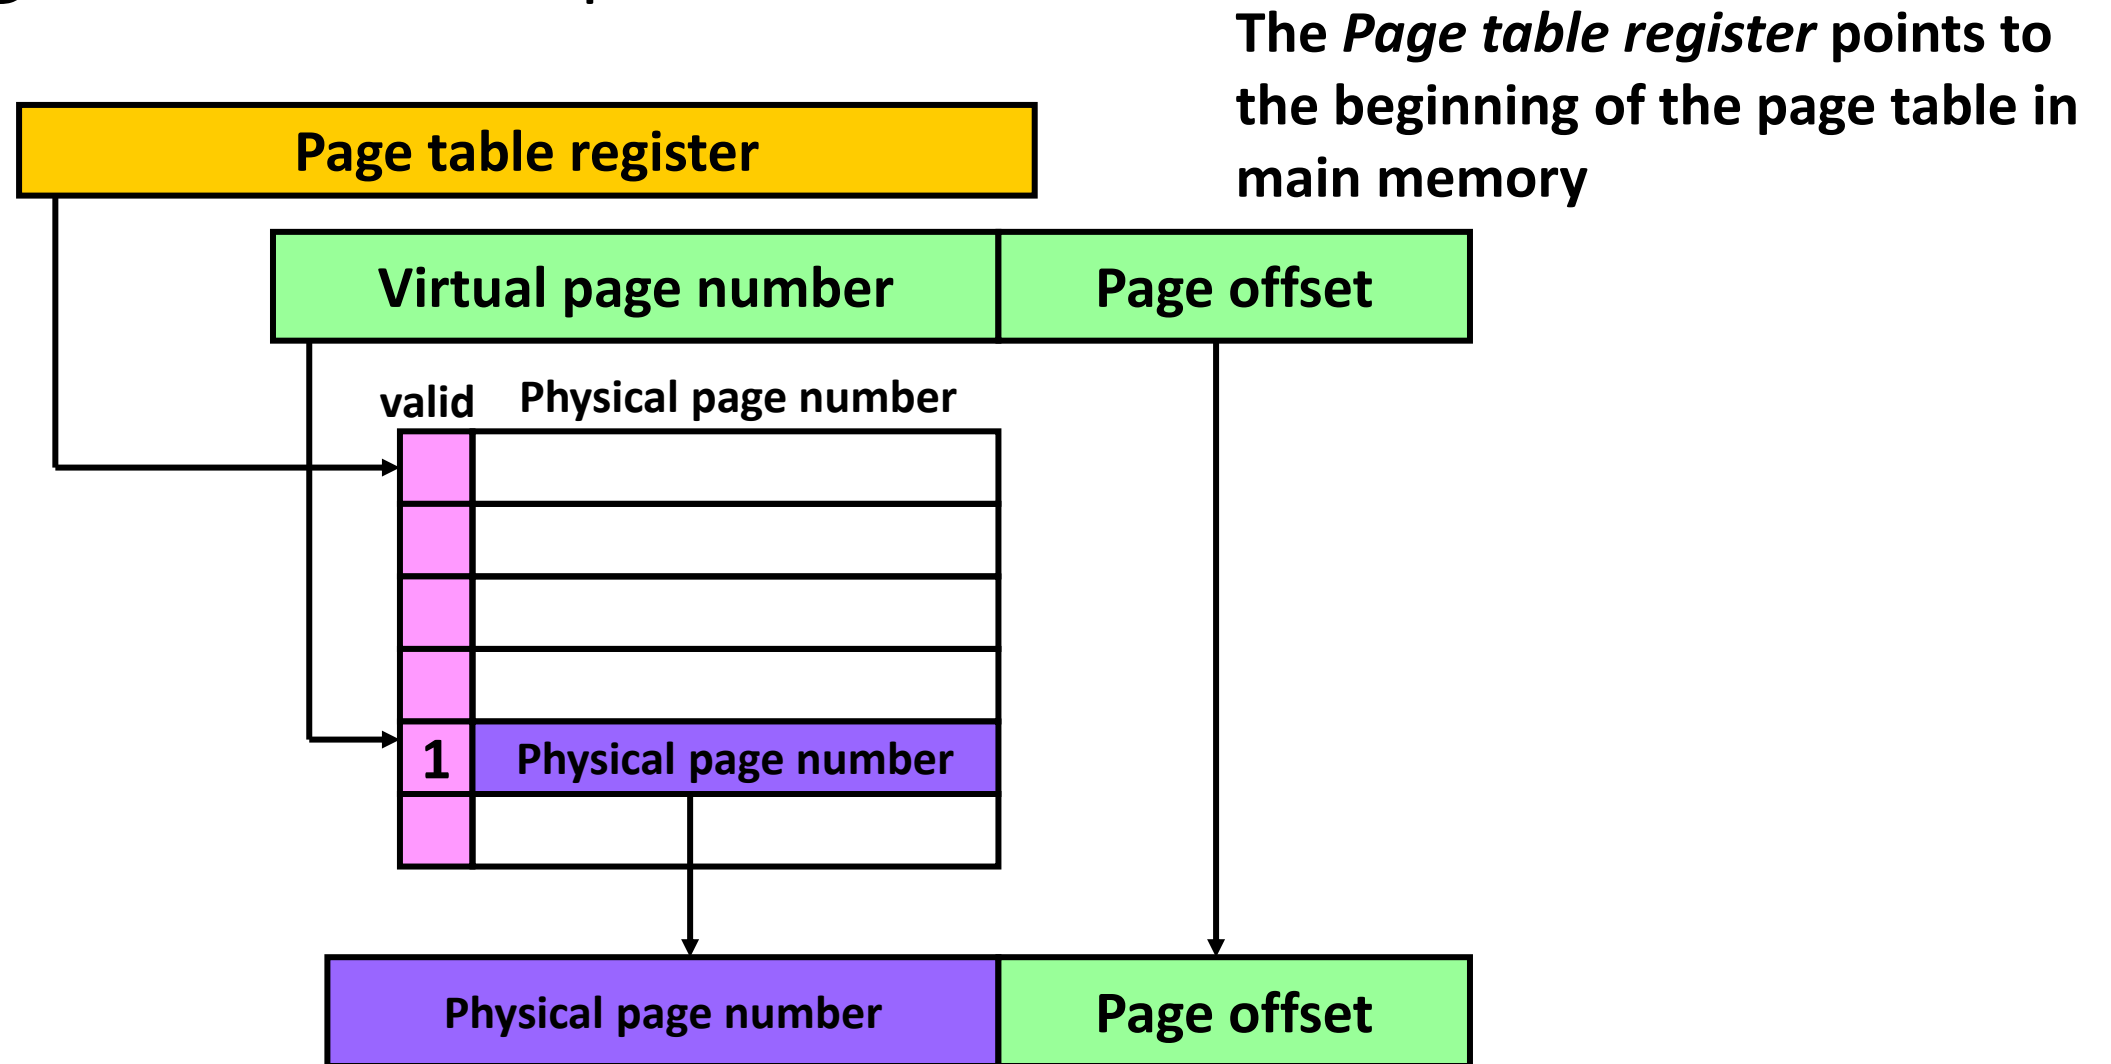 The Page table register points to
the beginning of the page table in
main memory
Page table register
Virtual page number
Page offset
valid
Physical page number
1
Physical page number
Physical page number
Page offset